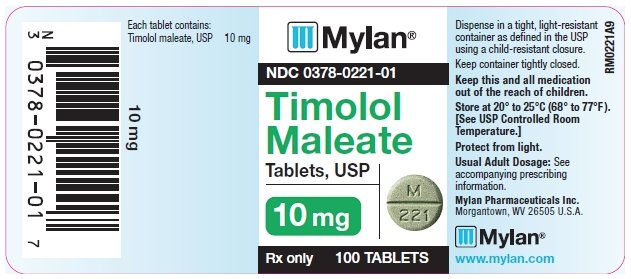 3 0378-0221-01 7
Each tablet contains:
Timolol maleate, USP 10 mg
10 mg
Mylan®
NDC 0378-0221-01
Timolol
Maleate
Tablets, USP
10 mg
M
221
Rx only 100 TABLETS
Dispense in a tight, light-resistant
container as defined in the USP
using a child-resistant closure.
Keep container tightly closed.
Keep this and all medication
out of the reach of children.
Store at 20° to 25°C (68° to 77°F).
[See USP Controlled Room
Temperature.]
Protect from light.
Usual Adult Dosage: See
accompanying prescribing
information.
Mylan Pharmaceuticals Inc.
Morgantown, WV 26505 U.S.A.
Mylan®
www.mylan.com
RM0221A9